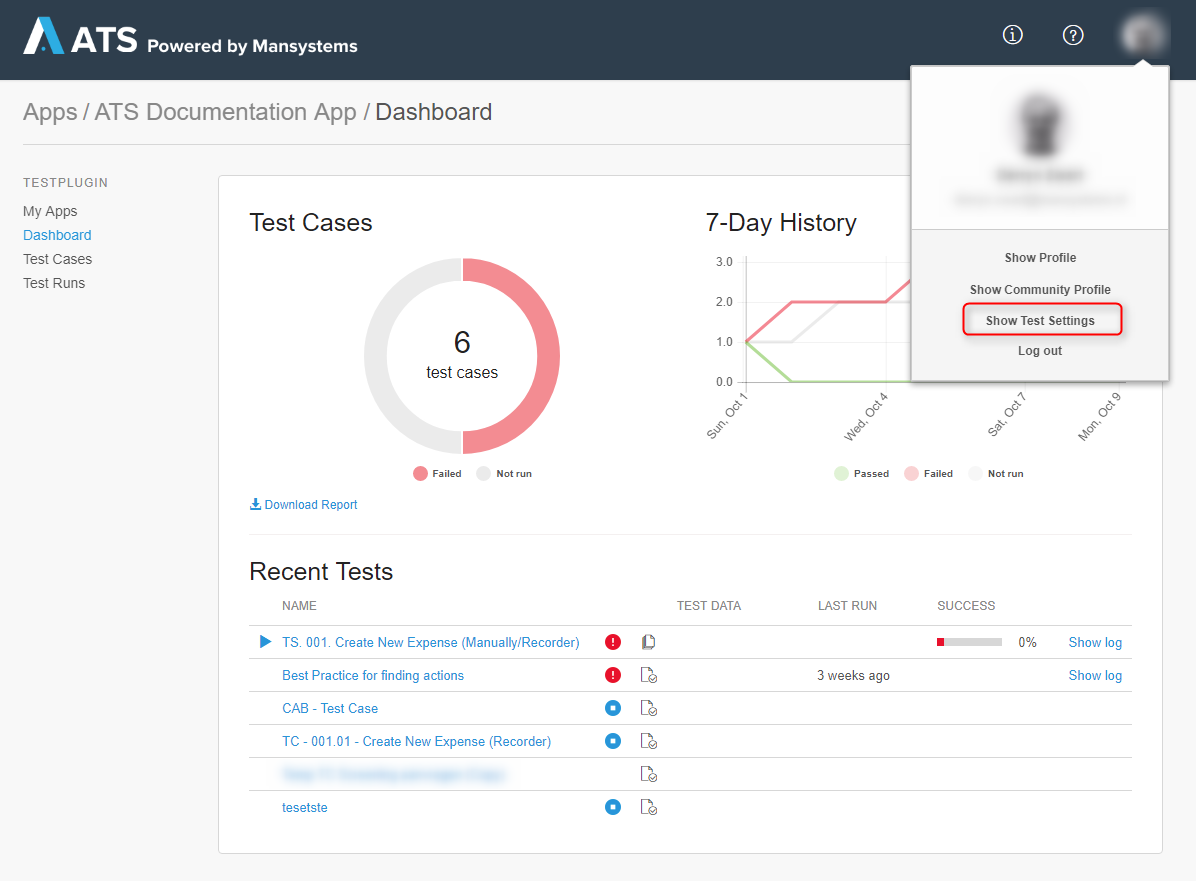 ATS Powered by Mansystems
Apps / ATS Documentation App / Dashboard
TESTPLUGIN
My Apps
Dashboard
Test Cases
Test Runs
Show Profile
Show Community Profile
Show Test Settings
Log out
Test Cases
6
test cases
Failed
Not run
Download Report
7-Day History
3.0
2.0
1.0
0.0
Sun, Oct 1
Wed, Oct 4
Sat, Oct 7
Mon, Oct 9
Passed
Failed
Not run
Recent Tests
NAME TEST DATA LAST RUN SUCCESS
TS. 001. Create New Expense (Manually/Recorder) 0% Show log
Best Practice for finding actions 3 weeks ago Show log
CAB - Test Case
TC - 001.01 - Create New Expense (Recorder)
tesetste